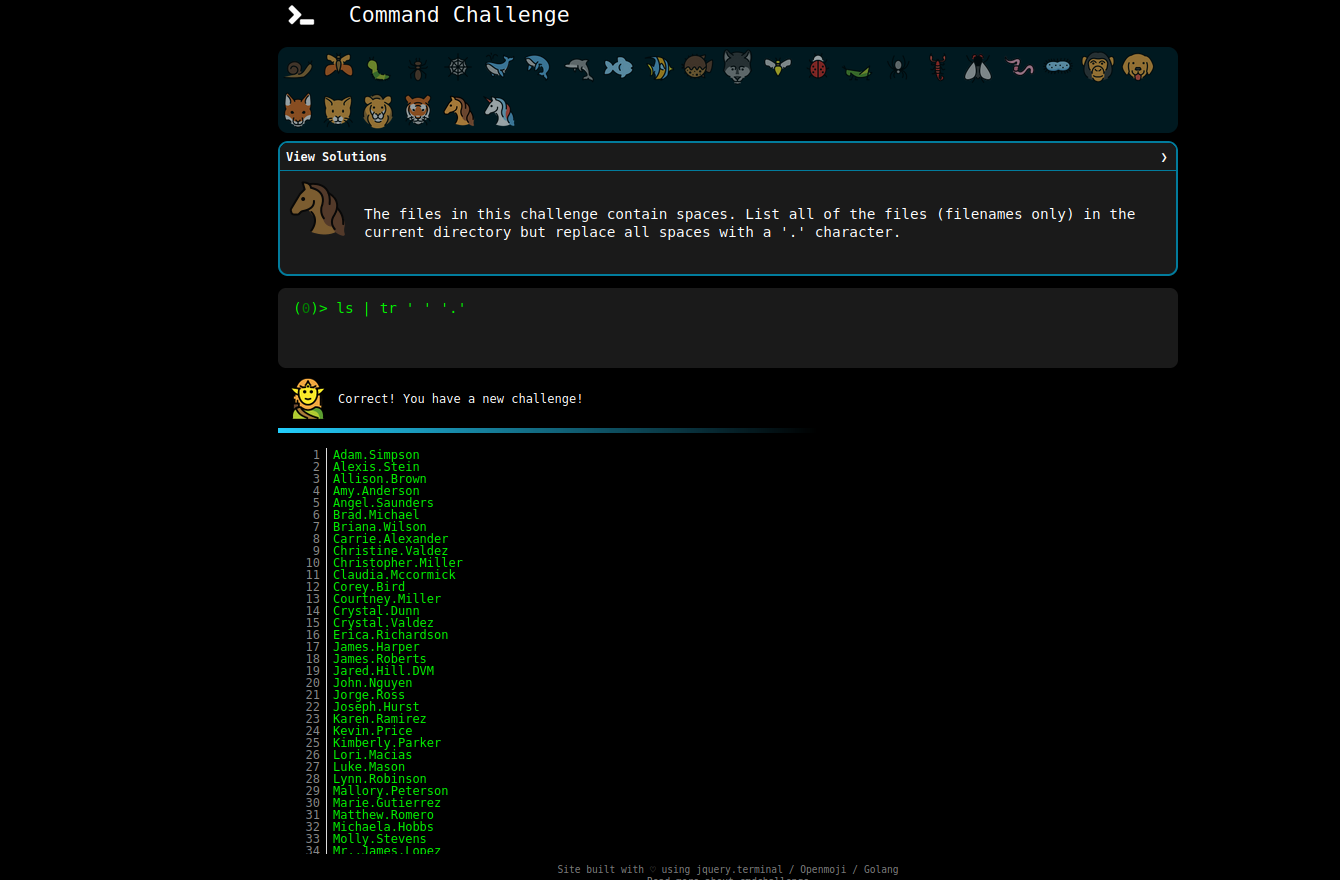 Command Challenge
View Solutions ❯
The files in this challenge contain spaces. List all of the files (filenames only) in the
current directory but replace all spaces with a '.' character.
(0)> ls | tr ' ' '.'
Correct! You have a new challenge!
1 Adam.Simpson
2 Alexis.Stein
3 Allison.Brown
4 Amy.Anderson
5 Angel.Saunders
6 Brad.Michael
7 Briana.Wilson
8 Carrie.Alexander
9 Christine.Valdez
10 Christopher.Miller
11 Claudia.Mccormick
12 Corey.Bird
13 Courtney.Miller
14 Crystal.Dunn
15 Crystal.Valdez
16 Erica.Richardson
17 James.Harper
18 James.Roberts
19 Jared.Hill.DVM
20 John.Nguyen
21 Jorge.Ross
22 Joseph.Hurst
23 Karen.Ramirez
24 Kevin.Price
25 Kimberly.Parker
26 Lori.Macias
27 Luke.Mason
28 Lynn.Robinson
29 Mallory.Peterson
30 Marie.Gutierrez
31 Matthew.Romero
32 Michaela.Hobbs
33 Molly.Stevens
34 Mr..James.Lopez
Site built with ♡ using jquery.terminal / Openmoji / Golang
Read more about cmdchallenge